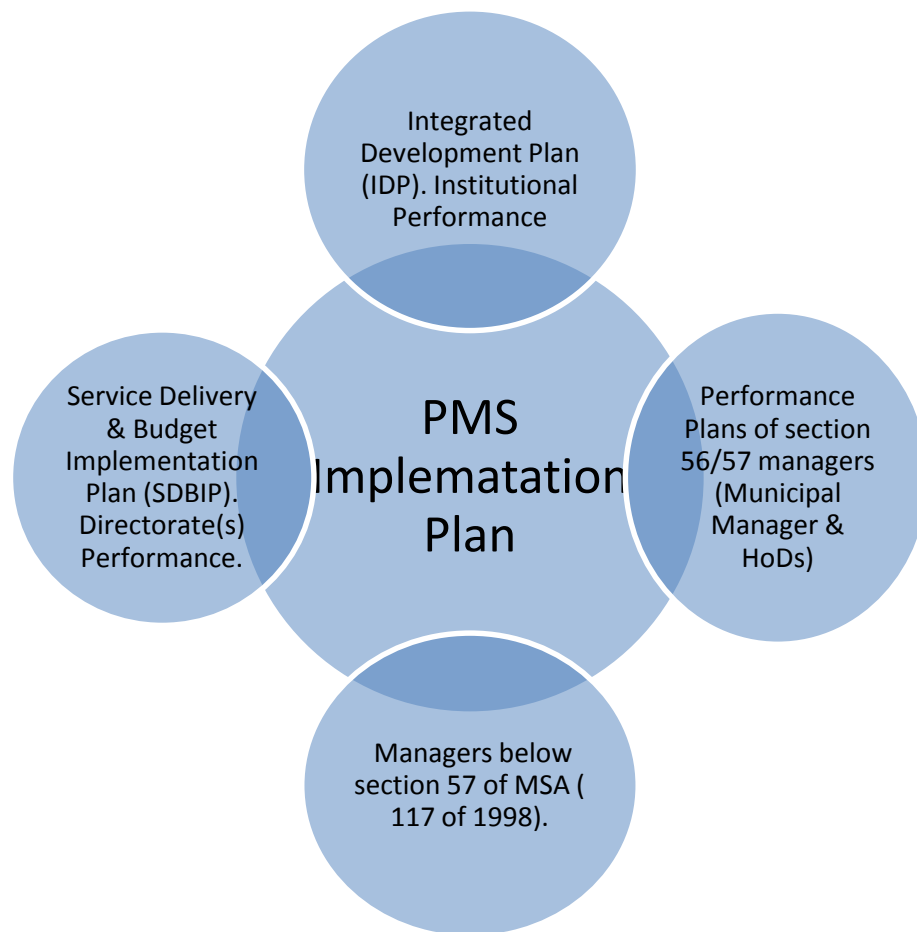 Integrated
Development Plan
(IDP). Institutional
Performance
Service Delivery
& Budget
Implementation
Plan (SDBIP).
Directorate(s)
Performance.
PMS
Implematation
Plan
Performance
Plans of section
56/57 managers
(Municipal
Manager &
HoDs)
Managers below
section 57 of MSA (
117 of 1998).